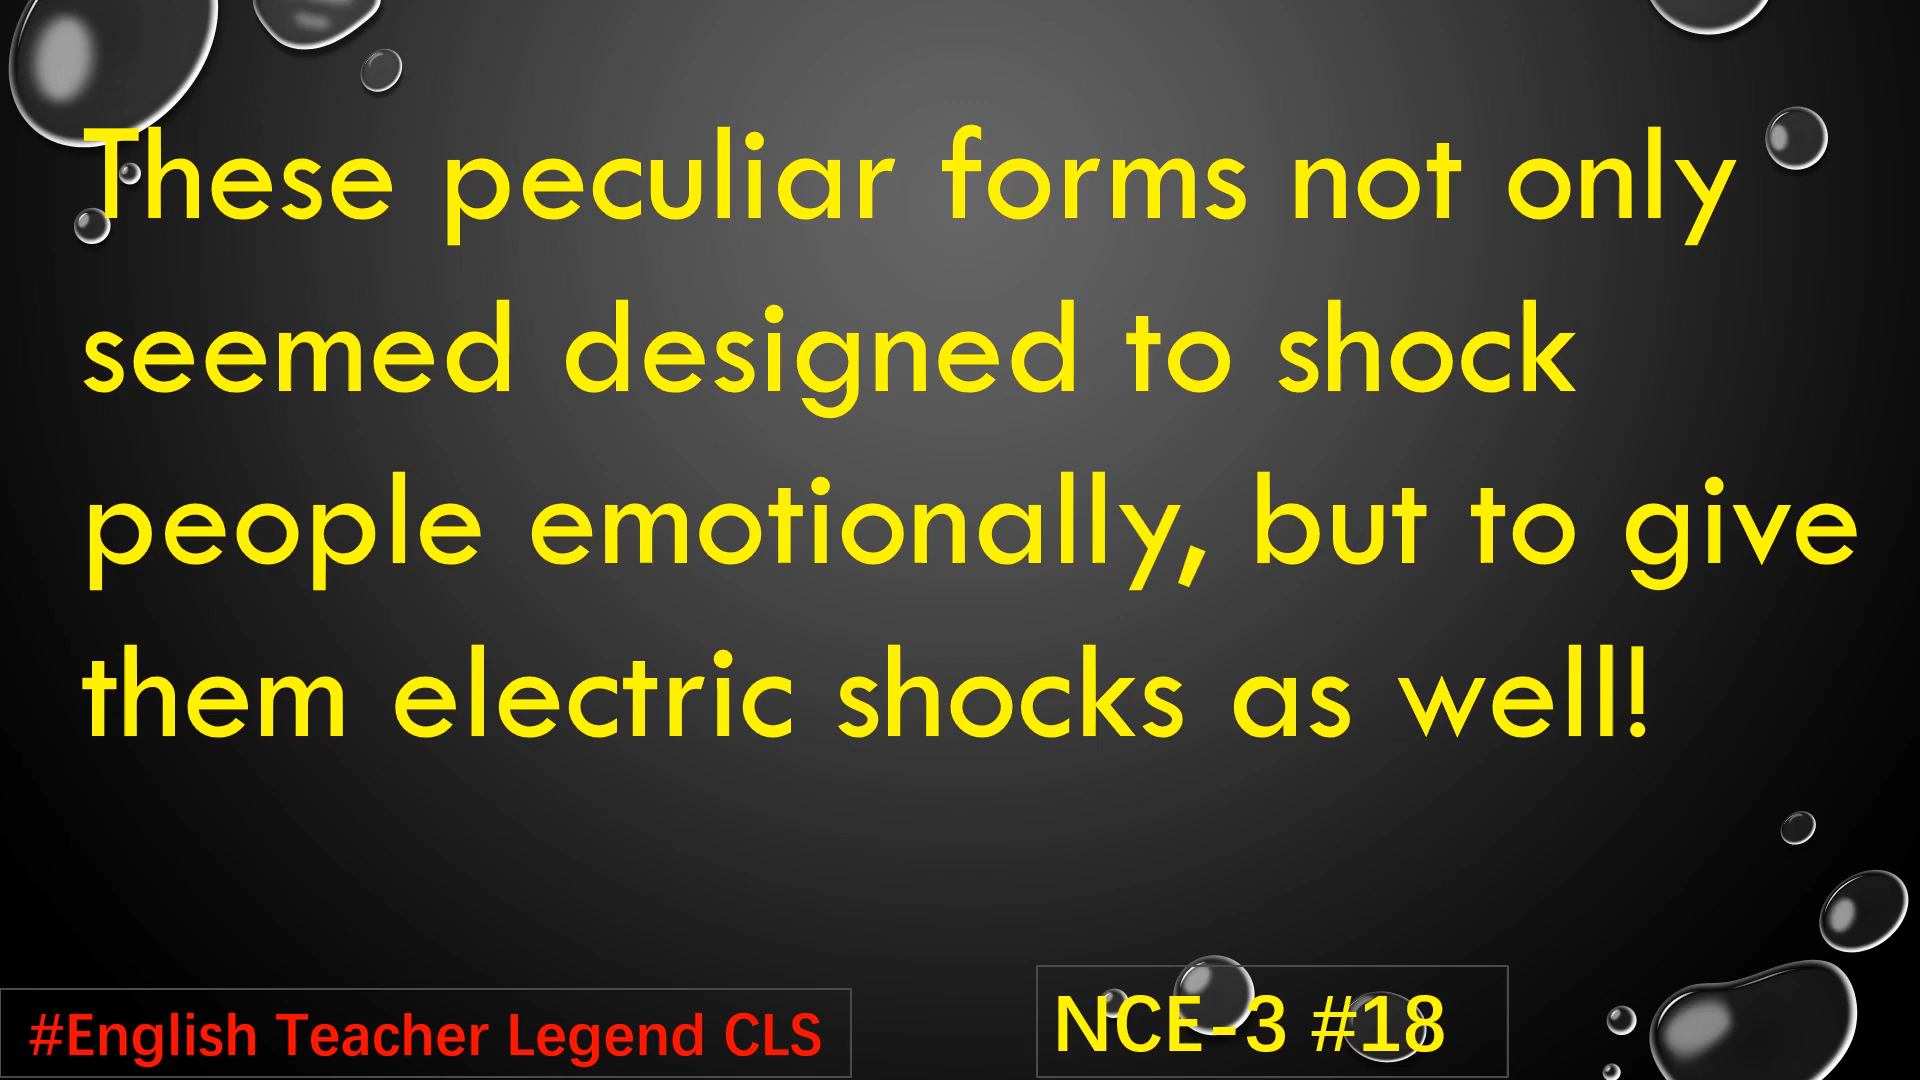 These peculiar forms not only
seemed designed to shock
people emotionally, but to give
them electric shocks as well!
#English Teacher Legend CLS
NCE-3 #18